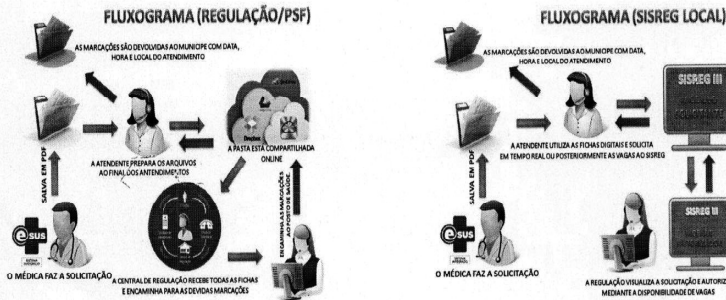 FLUXOGRAMA (REGULAÇÃO/PSF)
AS MARCAÇÕES SÃO DEVOLVIDAS AO MUNICIPE COM DATA,
HORA E LOCAL DO ATENDIMENTO
A ATENDENTE PREPARA OS ARQUIVOS
AO FINAL DOS ANTENDIMENTOS
A PASTA ESTÁ COMPARTILHADA
ONLINE
SALVA EM PDF
ENCAMINHA AS MARCAÇÕES
AO POSTO DE SAÚDE.
esus
O MÉDICA FAZ A SOLICITAÇÃO
A CENTRAL DE REGULAÇÃO RECEBE TODAS AS FICHAS
E ENCAMINHA PARA AS DEVIDAS MARCAÇÕES
FLUXOGRAMA (SISREG LOCAL)
AS MARCAÇÕES SÃO DEVOLVIDAS AO MUNICIPE COM DATA,
HORA E LOCAL DO ATENDIMENTO
SISREG III
A ATENDENTE UTILIZA AS FICHAS DIGITAIS E SOLICITA
EM TEMPO REAL OU POSTERIORMENTE AS VAGAS AO SISREG
SALVA EM PDF
SISREG III
esus
O MÉDICA FAZ A SOLICITAÇÃO
A REGULAÇÃO VISUALIZA A SOLICITAÇÃO E AUTORIZ
MEDIANTE A DISPONIBILIDADE DE VAGAS